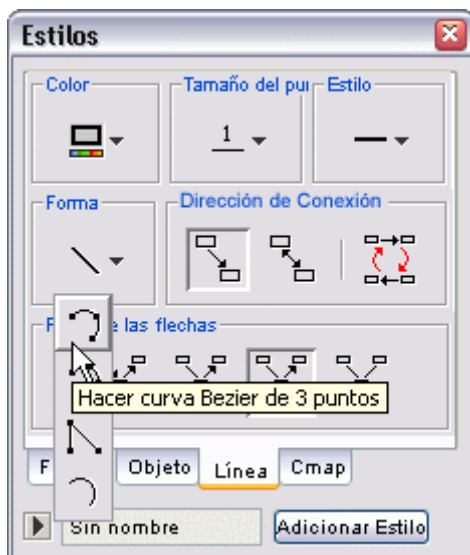 Estilos
Color
Tamaño del pu
Estilo
1
Forma
Dirección de Conexión
e las flechas
Hacer curva Bezier de 3 puntos
F
Objeto
Línea
Cmap
Sin nombre
Adicionar Estilo